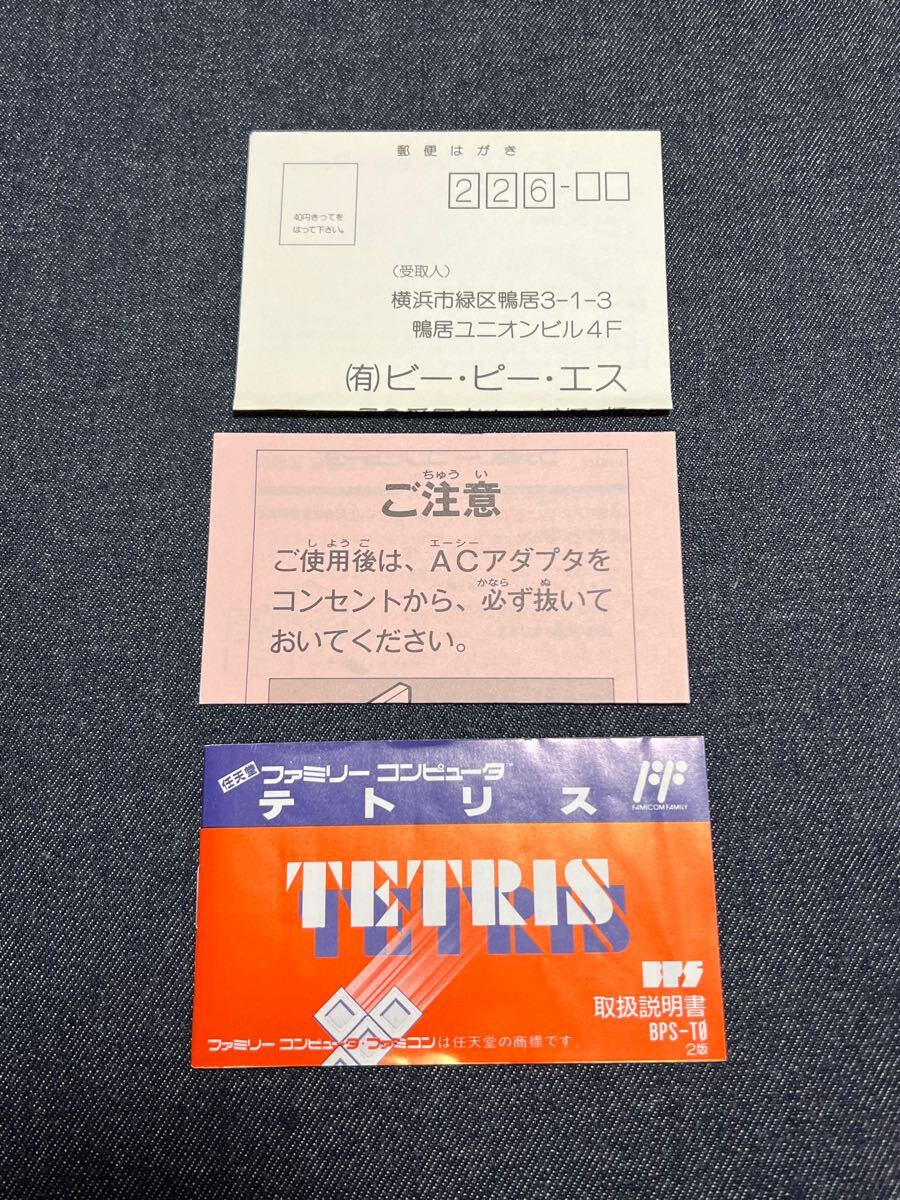 郵便はがき
226-
40円きってを
はって下さい。
(受取人)
横浜市緑区鴨居3-1-3
鴨居ユニオンビル4F
(有)ビー・ピー・エス
ちゅう い
ご注意
し よう ご エーシー
ご使用後は、ACアダプタを
かなら ぬ
コンセントから、必ず抜いて
おいてください。
任天堂 ファミリー コンピュータ™
テトリス
FAMICOM FAMILY
TETRIS
BPS
取扱説明書
BPS-T0
2版
ファミリー コンピュータ・ファミコンは任天堂の商標です。